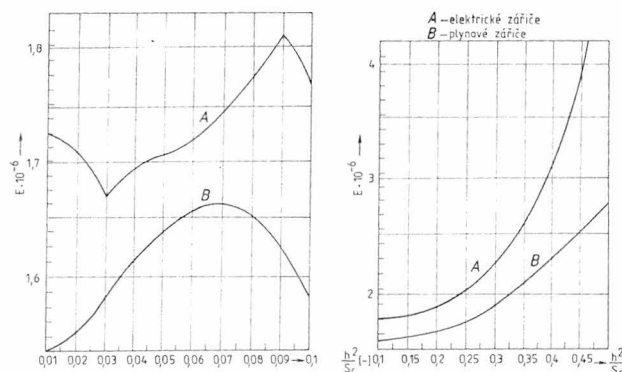 A – elektrické zářiče
B – plynové zářiče
1,8
1,7
1,6
E · 10⁻⁶
A
B
0,01 0,02 0,03 0,04 0,05 0,06 0,07 0,08 0,09 0,1
4
3
2
E · 10⁻⁶
A
B
0,1 0,15 0,2 0,25 0,3 0,35 0,4 0,45
h²
(-)
h²